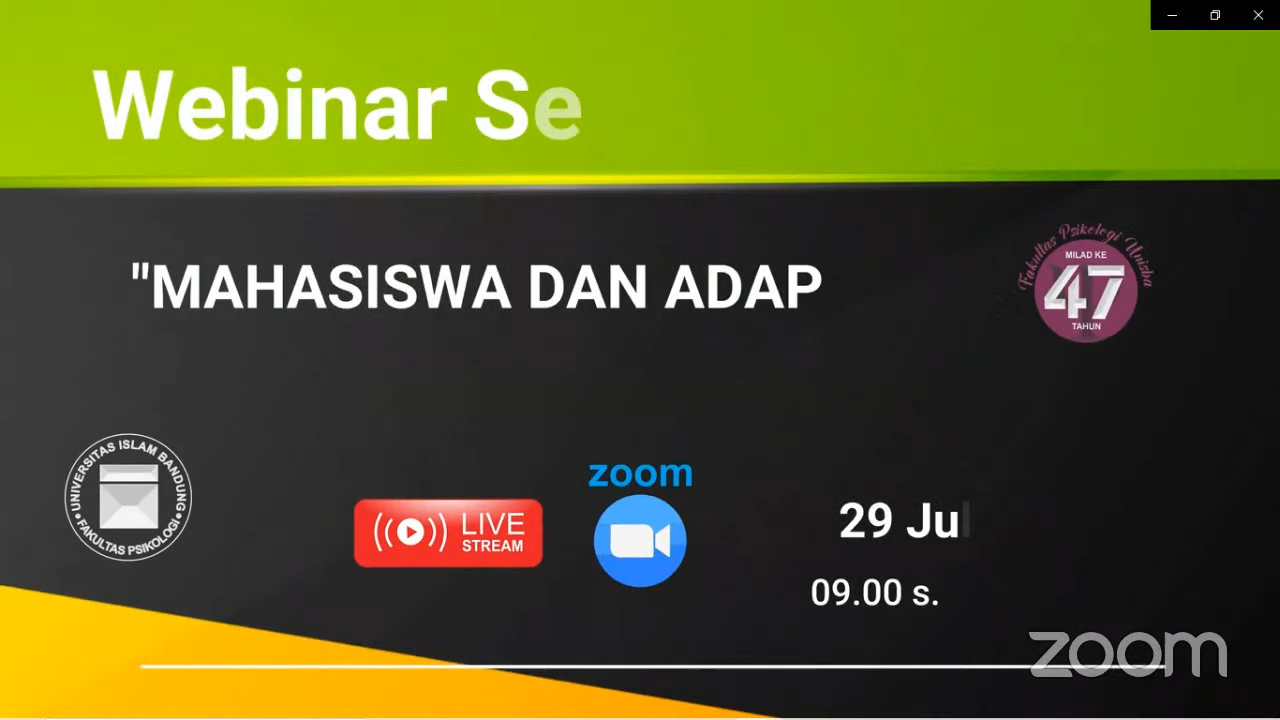 Webinar Se
"MAHASISWA DAN ADAP
Fakultas Psikologi Unisba
MILAD KE
47
TAHUN
UNIVERSITAS ISLAM BANDUNG
FAKULTAS PSIKOLOGI
LIVE
STREAM
zoom
29 Jul
09.00 s.
zoom